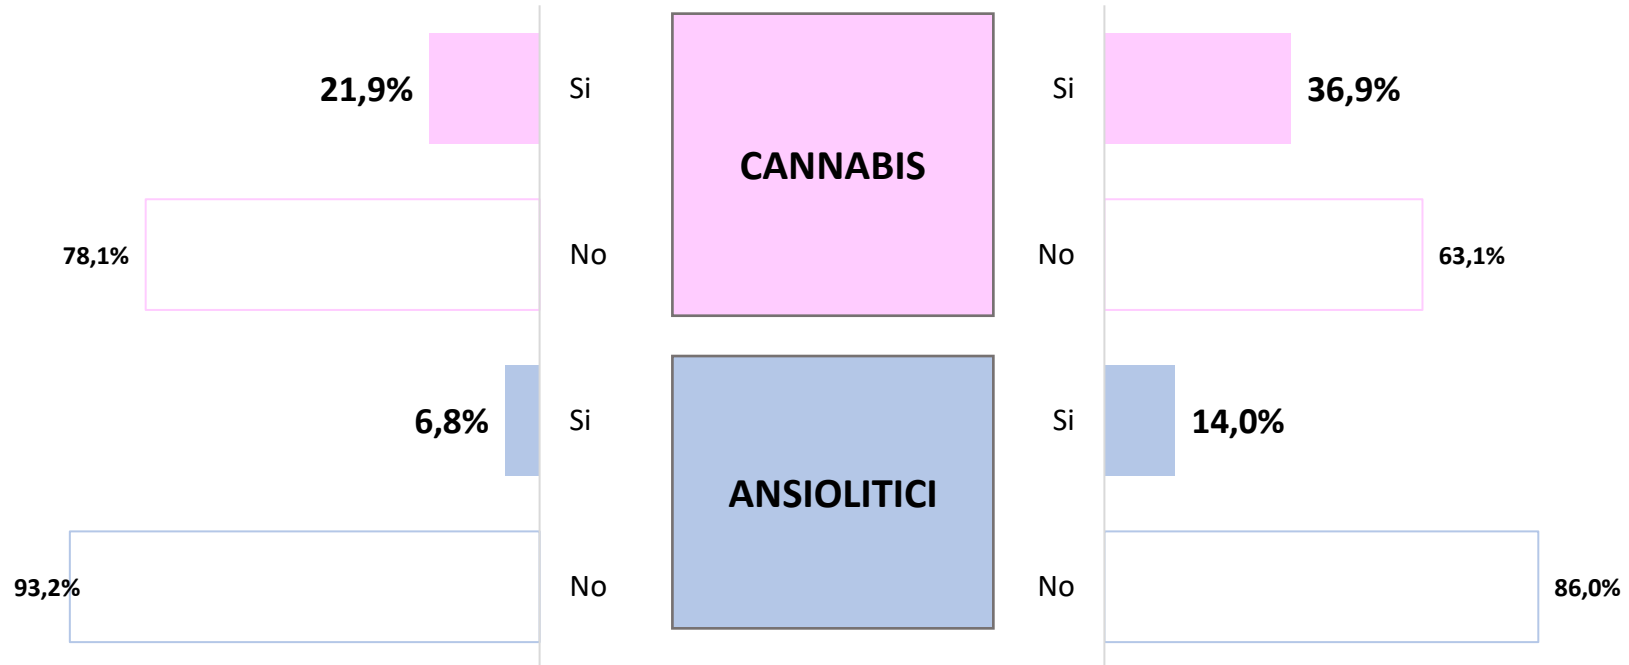 21,9% Si CANNABIS Si 36,9%
78,1% No No 63,1%
6,8% Si ANSIOLITICI Si 14,0%
93,2% No No 86,0%